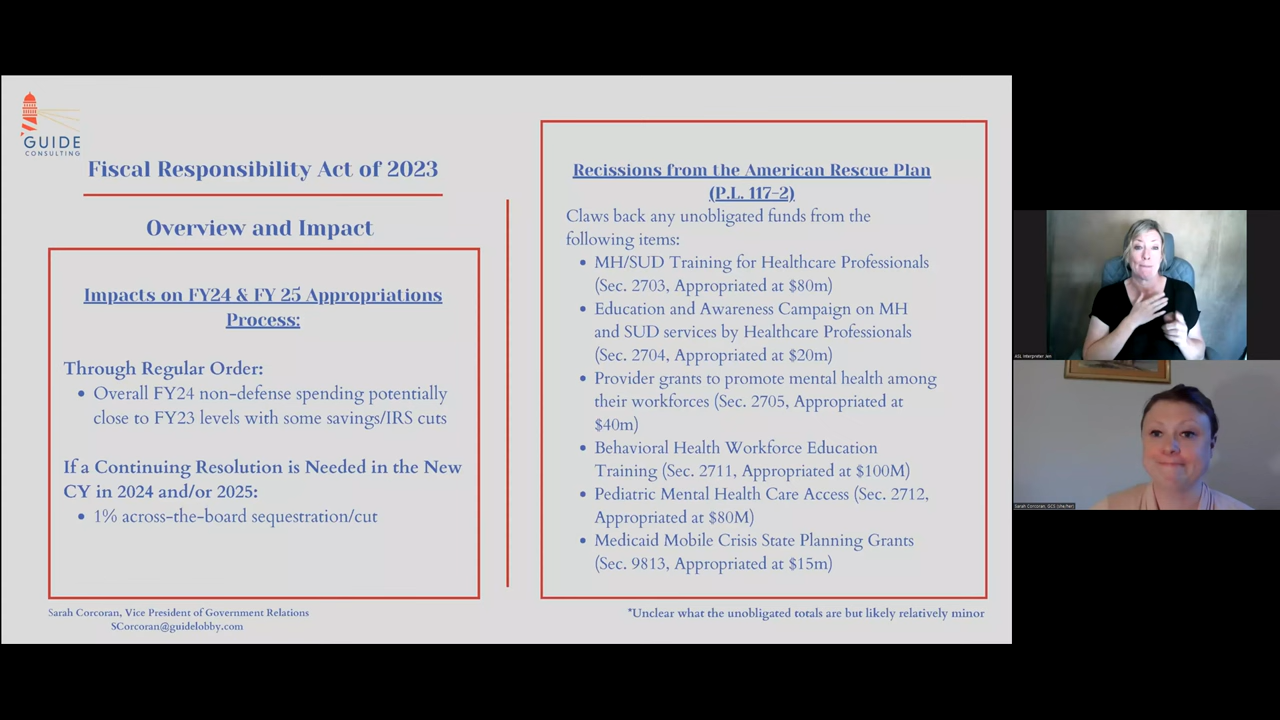 GUIDE
CONSULTING
Fiscal Responsibility Act of 2023
Overview and Impact
Impacts on FY24 & FY 25 Appropriations
Process:
Through Regular Order:
• Overall FY24 non-defense spending potentially
close to FY23 levels with some savings/IRS cuts
If a Continuing Resolution is Needed in the New
CY in 2024 and/or 2025:
• 1% across-the-board sequestration/cut
Sarah Corcoran, Vice President of Government Relations
SCorcoran@guidelobby.com
Recissions from the American Rescue Plan
(P.L. 117-2)
Claws back any unobligated funds from the
following items:
• MH/SUD Training for Healthcare Professionals
(Sec. 2703, Appropriated at $80m)
• Education and Awareness Campaign on MH
and SUD services by Healthcare Professionals
(Sec. 2704, Appropriated at $20m)
• Provider grants to promote mental health among
their workforces (Sec. 2705, Appropriated at
$40m)
• Behavioral Health Workforce Education
Training (Sec. 2711, Appropriated at $100M)
• Pediatric Mental Health Care Access (Sec. 2712,
Appropriated at $80M)
• Medicaid Mobile Crisis State Planning Grants
(Sec. 9813, Appropriated at $15m)
*Unclear what the unobligated totals are but likely relatively minor
ASL Interpreter Jen
Sarah Corcoran, GCS (she/her)